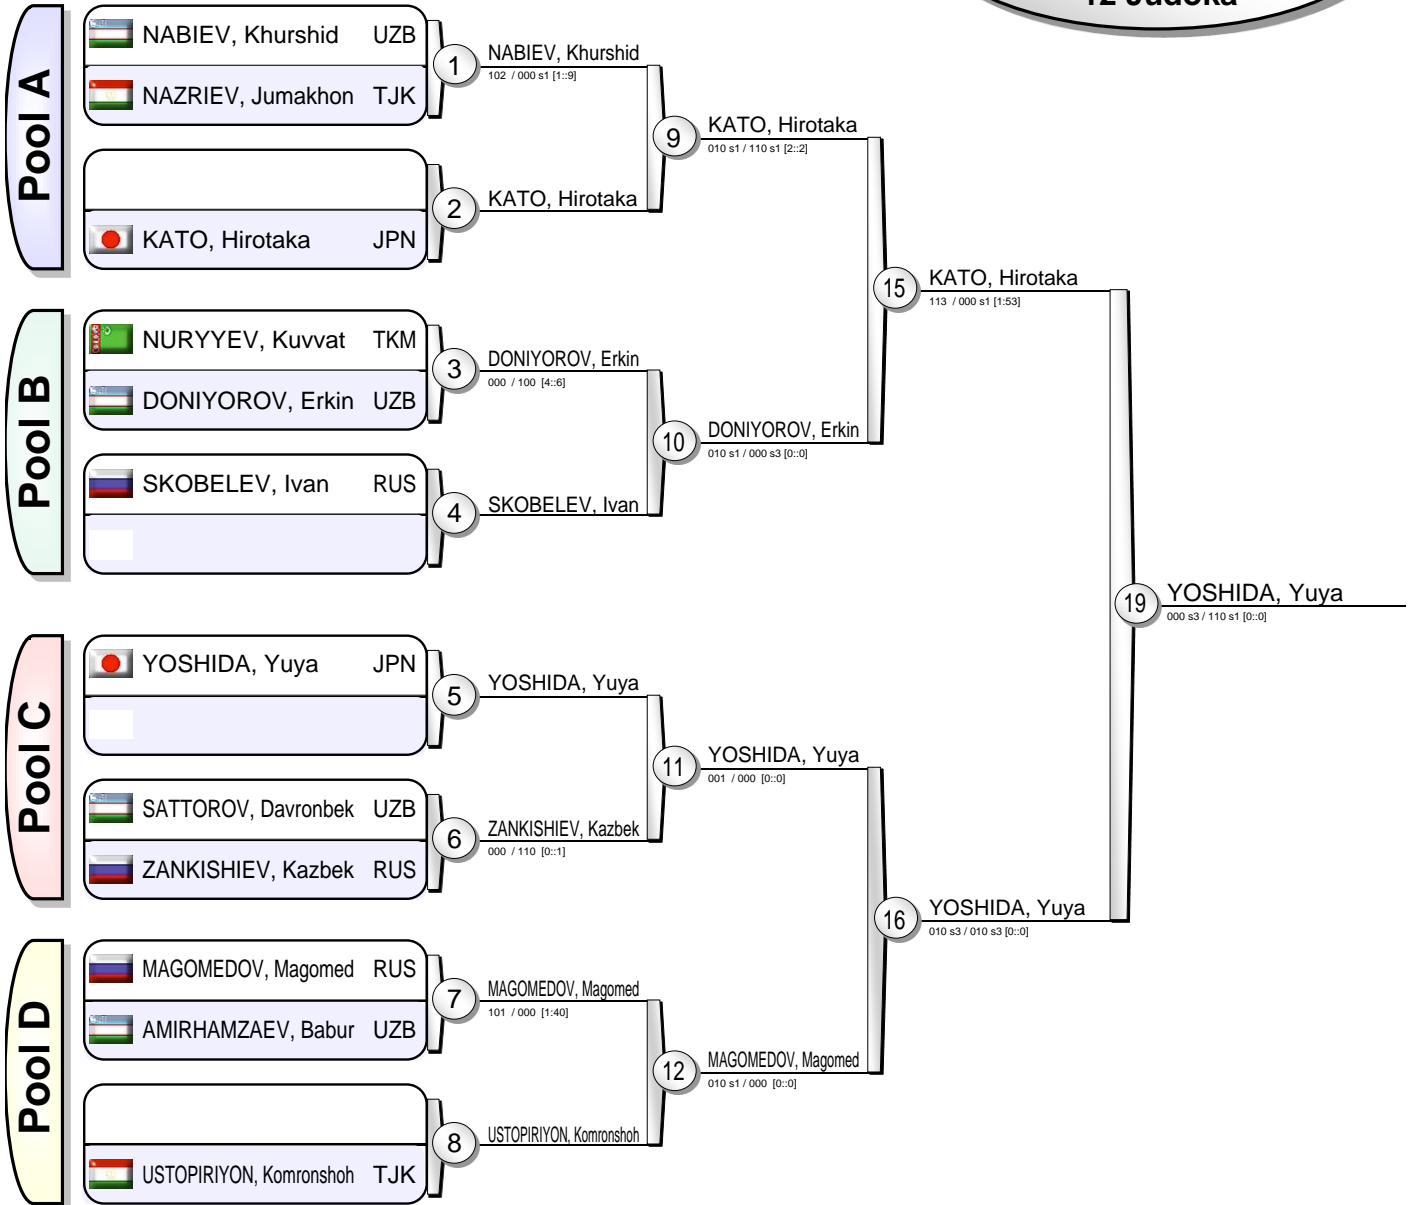 12 Judoka
Pool A
NABIEV, Khurshid UZB
NAZRIEV, Jumakhon TJK
KATO, Hirotaka JPN
1
NABIEV, Khurshid
102 / 000 s1 [1::9]
2
KATO, Hirotaka
9
KATO, Hirotaka
010 s1 / 110 s1 [2::2]
Pool B
NURYYEV, Kuvvat TKM
DONIYOROV, Erkin UZB
SKOBELEV, Ivan RUS
3
DONIYOROV, Erkin
000 / 100 [4::6]
4
SKOBELEV, Ivan
10
DONIYOROV, Erkin
010 s1 / 000 s3 [0::0]
15
KATO, Hirotaka
113 / 000 s1 [1:53]
Pool C
YOSHIDA, Yuya JPN
SATTOROV, Davronbek UZB
ZANKISHIEV, Kazbek RUS
5
YOSHIDA, Yuya
6
ZANKISHIEV, Kazbek
000 / 110 [0::1]
11
YOSHIDA, Yuya
001 / 000 [0::0]
Pool D
MAGOMEDOV, Magomed RUS
AMIRHAMZAEV, Babur UZB
USTOPIRIYON, Komronshoh TJK
7
MAGOMEDOV, Magomed
101 / 000 [1:40]
8
USTOPIRIYON, Komronshoh
12
MAGOMEDOV, Magomed
010 s1 / 000 [0::0]
16
YOSHIDA, Yuya
010 s3 / 010 s3 [0::0]
19
YOSHIDA, Yuya
000 s3 / 110 s1 [0::0]